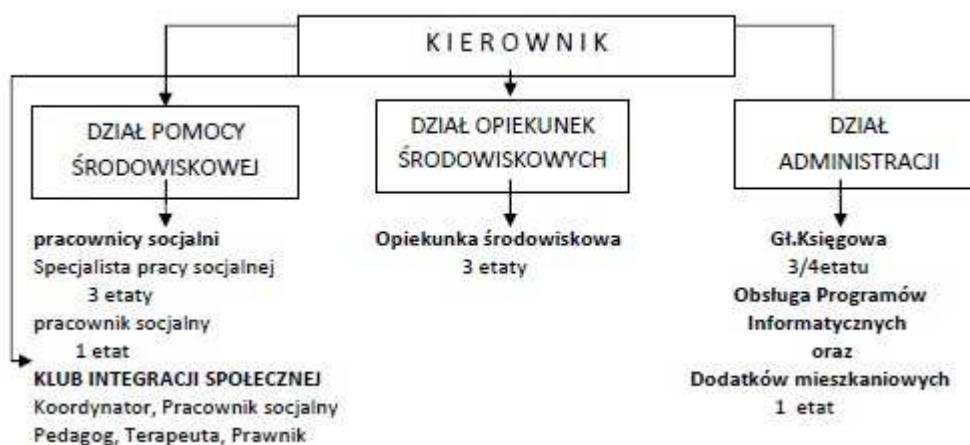 K I E R O W N I K
DZIAŁ POMOCY
ŚRODOWISKOWEJ
DZIAŁ OPIEKUNEK
ŚRODOWISKOWYCH
DZIAŁ
ADMINISTRACJI
pracownicy socjalni
Specjalista pracy socjalnej
3 etaty
pracownik socjalny
1 etat
KLUB INTEGRACJI SPOŁECZNEJ
Koordynator, Pracownik socjalny
Pedagog, Terapeuta, Prawnik
Opiekunka środowiskowa
3 etaty
Gł.Księgowa
3/4etatu
Obsługa Programów
Informatycznych
oraz
Dodatków mieszkaniowych
1 etat